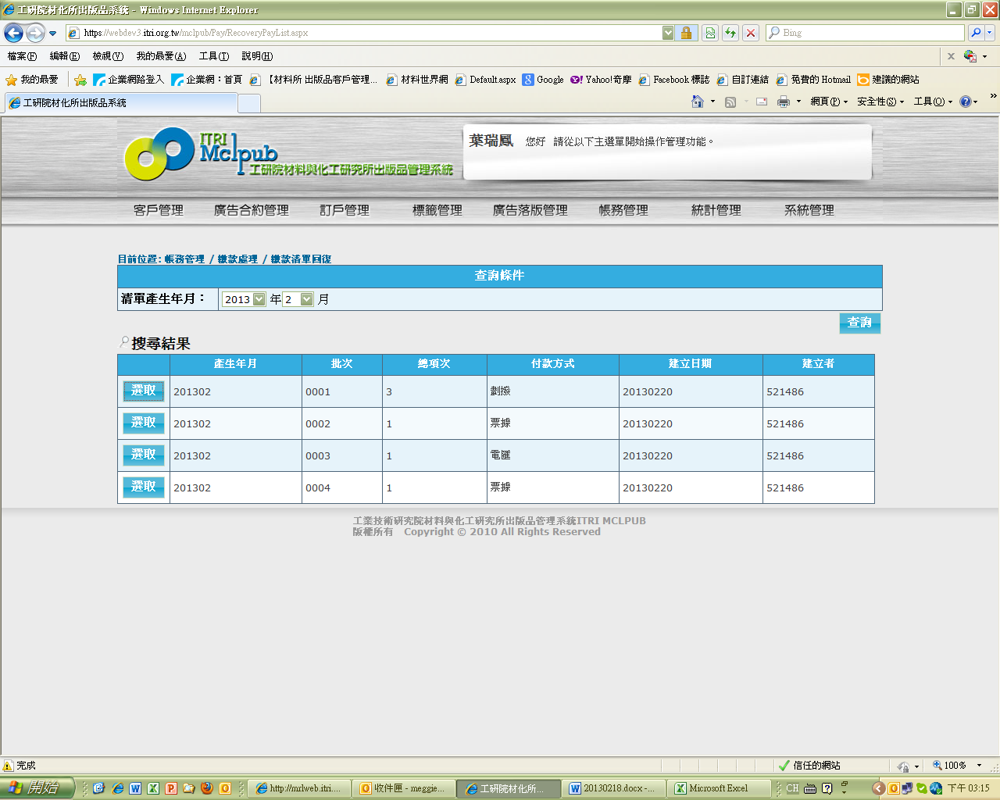 工研院材化所出版品系統 - Windows Internet Explorer
https://webdev3.itri.org.tw/mclpub/Pay/RecoveryPayList.aspx
Bing
檔案(F) 編輯(E) 檢視(V) 我的最愛(A) 工具(T) 說明(H)
我的最愛 企業網路登入 企業網：首頁 【材料所 出版品客戶管理... 材料世界網 Default.aspx Google Yahoo!奇摩 Facebook 標誌 自訂連結 免費的 Hotmail 建議的網站
工研院材化所出版品系統 網頁(P) 安全性(S) 工具(O)
ITRI
Mclpub
工研院材料與化工研究所出版品管理系統
葉瑞鳳 您好 請從以下主選單開始操作管理功能。
客戶管理 廣告合約管理 訂戶管理 標籤管理 廣告落版管理 帳務管理 統計管理 系統管理
目前位置: 帳務管理 / 繳款處理 / 繳款清單回復
查詢條件
清單產生年月： 2013 年 2 月
查詢
搜尋結果
產生年月 批次 總項次 付款方式 建立日期 建立者
選取 201302 0001 3 劃撥 20130220 521486
選取 201302 0002 1 票據 20130220 521486
選取 201302 0003 1 電匯 20130220 521486
選取 201302 0004 1 票據 20130220 521486
工業技術研究院材料與化工研究所出版品管理系統ITRI MCLPUB
版權所有 Copyright © 2010 All Rights Reserved
完成 信任的網站 100%
開始 http://mrlweb.itri.... 收件匣 - meggie... 工研院材化所... 20130218.docx -... Microsoft Excel CH 下午 03:15